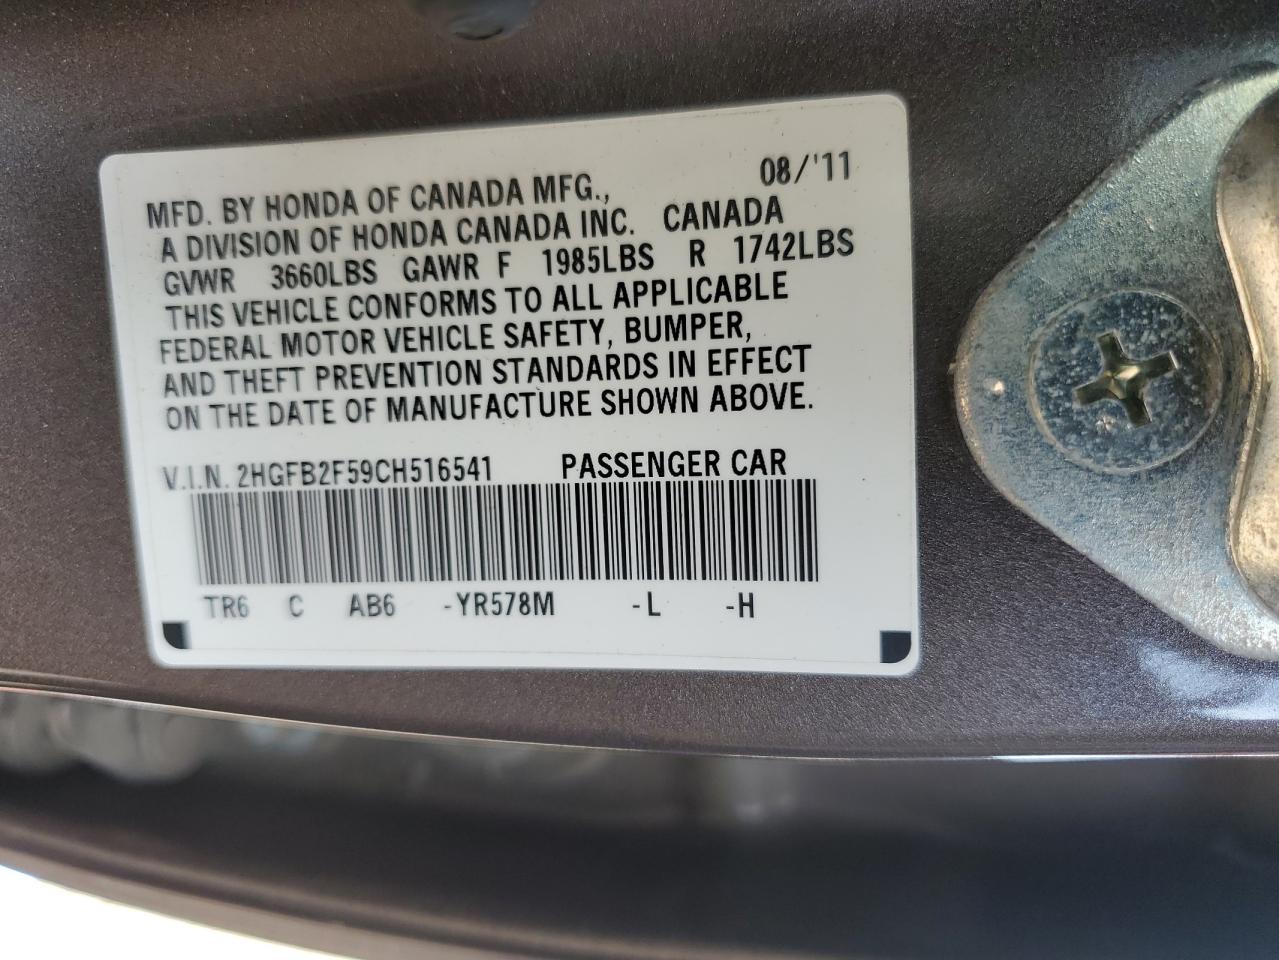 08/'11
MFD. BY HONDA OF CANADA MFG.,
A DIVISION OF HONDA CANADA INC. CANADA
GVWR 3660LBS GAWR F 1985LBS R 1742LBS
THIS VEHICLE CONFORMS TO ALL APPLICABLE
FEDERAL MOTOR VEHICLE SAFETY, BUMPER,
AND THEFT PREVENTION STANDARDS IN EFFECT
ON THE DATE OF MANUFACTURE SHOWN ABOVE.
V.I.N. 2HGFB2F59CH516541 PASSENGER CAR
TR6 C AB6 -YR578M -L -H